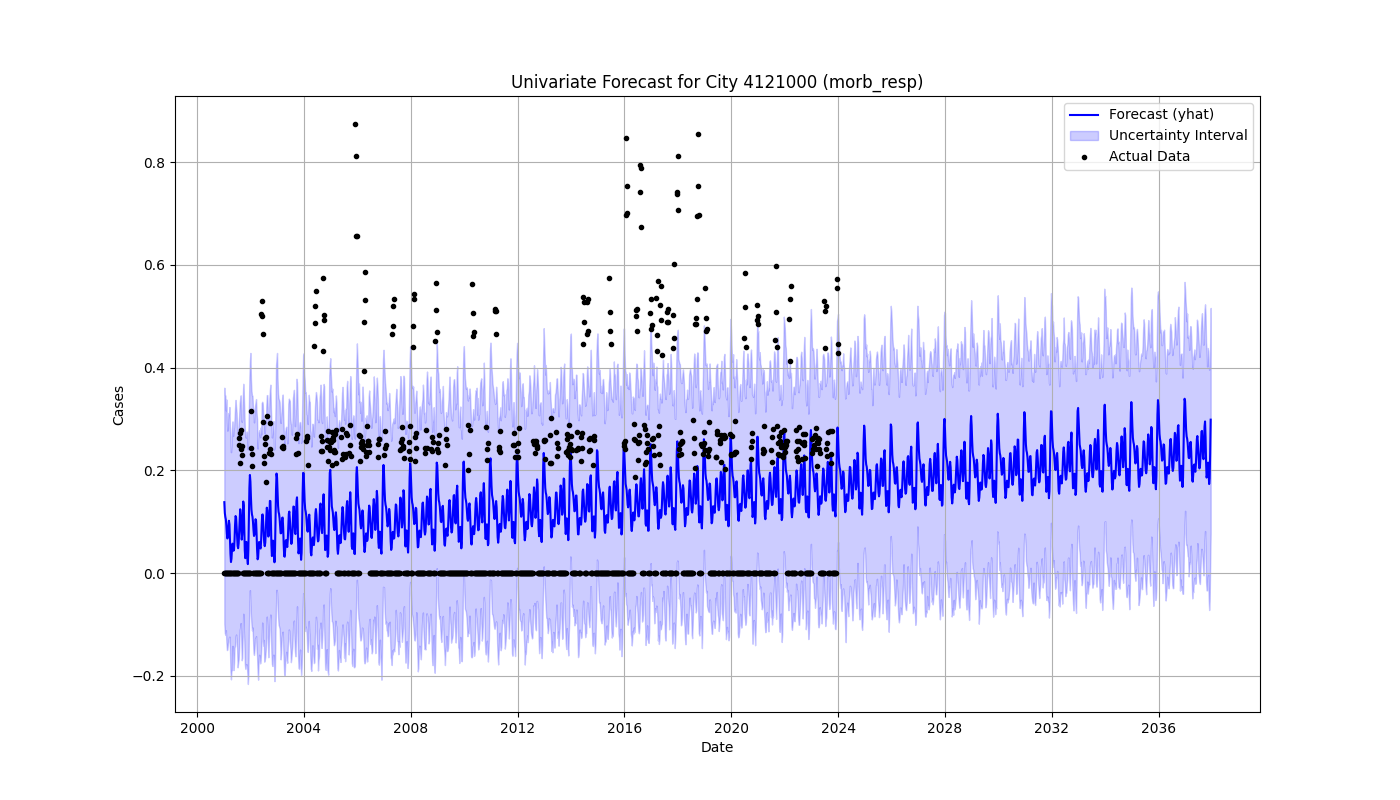 Univariate Forecast for City 4121000 (morb_resp)
Forecast (yhat)
Uncertainty Interval
Actual Data
Cases
0.8
0.6
0.4
0.2
0.0
−0.2
2000 2004 2008 2012 2016 2020 2024 2028 2032 2036
Date